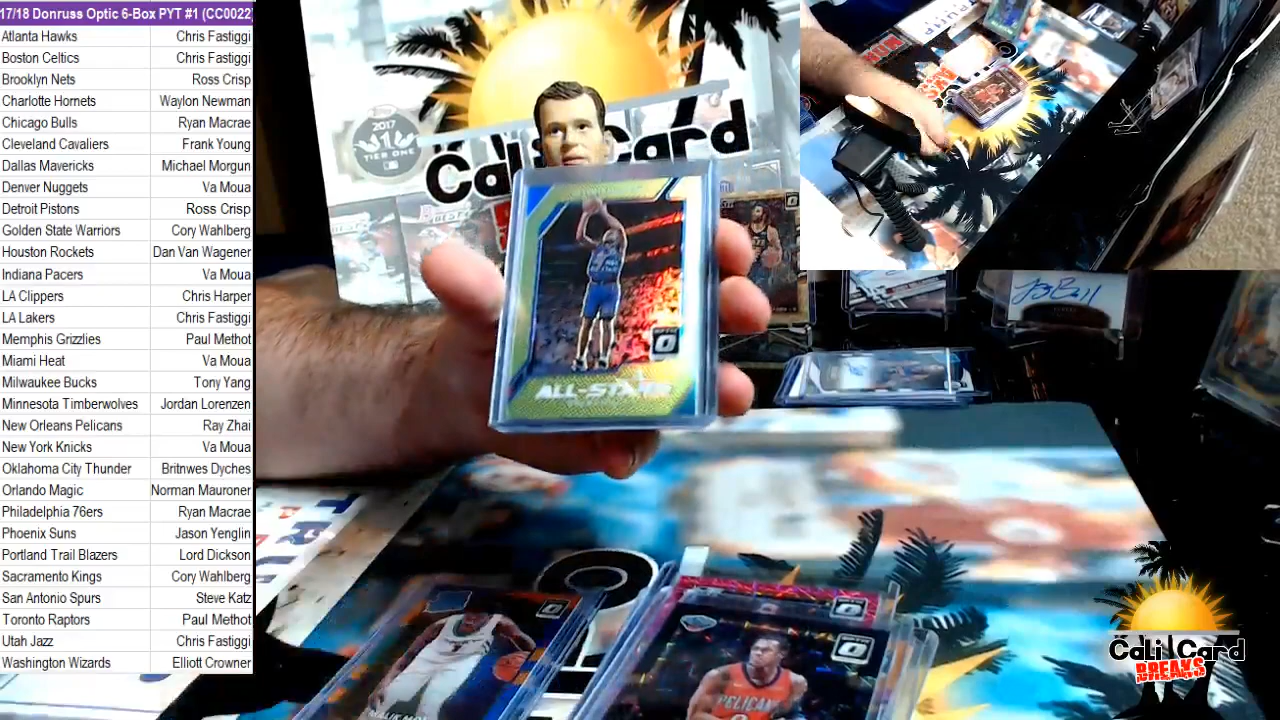 17/18 Donruss Optic 6-Box PYT #1 (CC0022)
Atlanta Hawks Chris Fastiggi
Boston Celtics Chris Fastiggi
Brooklyn Nets Ross Crisp
Charlotte Hornets Waylon Newman
Chicago Bulls Ryan Macrae
Cleveland Cavaliers Frank Young
Dallas Mavericks Michael Morgun
Denver Nuggets Va Moua
Detroit Pistons Ross Crisp
Golden State Warriors Cory Wahlberg
Houston Rockets Dan Van Wagener
Indiana Pacers Va Moua
LA Clippers Chris Harper
LA Lakers Chris Fastiggi
Memphis Grizzlies Paul Methot
Miami Heat Va Moua
Milwaukee Bucks Tony Yang
Minnesota Timberwolves Jordan Lorenzen
New Orleans Pelicans Ray Zhai
New York Knicks Va Moua
Oklahoma City Thunder Britnwes Dyches
Orlando Magic Norman Mauroner
Philadelphia 76ers Ryan Macrae
Phoenix Suns Jason Yenglin
Portland Trail Blazers Lord Dickson
Sacramento Kings Cory Wahlberg
San Antonio Spurs Steve Katz
Toronto Raptors Paul Methot
Utah Jazz Chris Fastiggi
Washington Wizards Elliott Crowner
2017
TIER ONE
Card
ALL-STARS
PELICANS
Cali Card
BREAKS